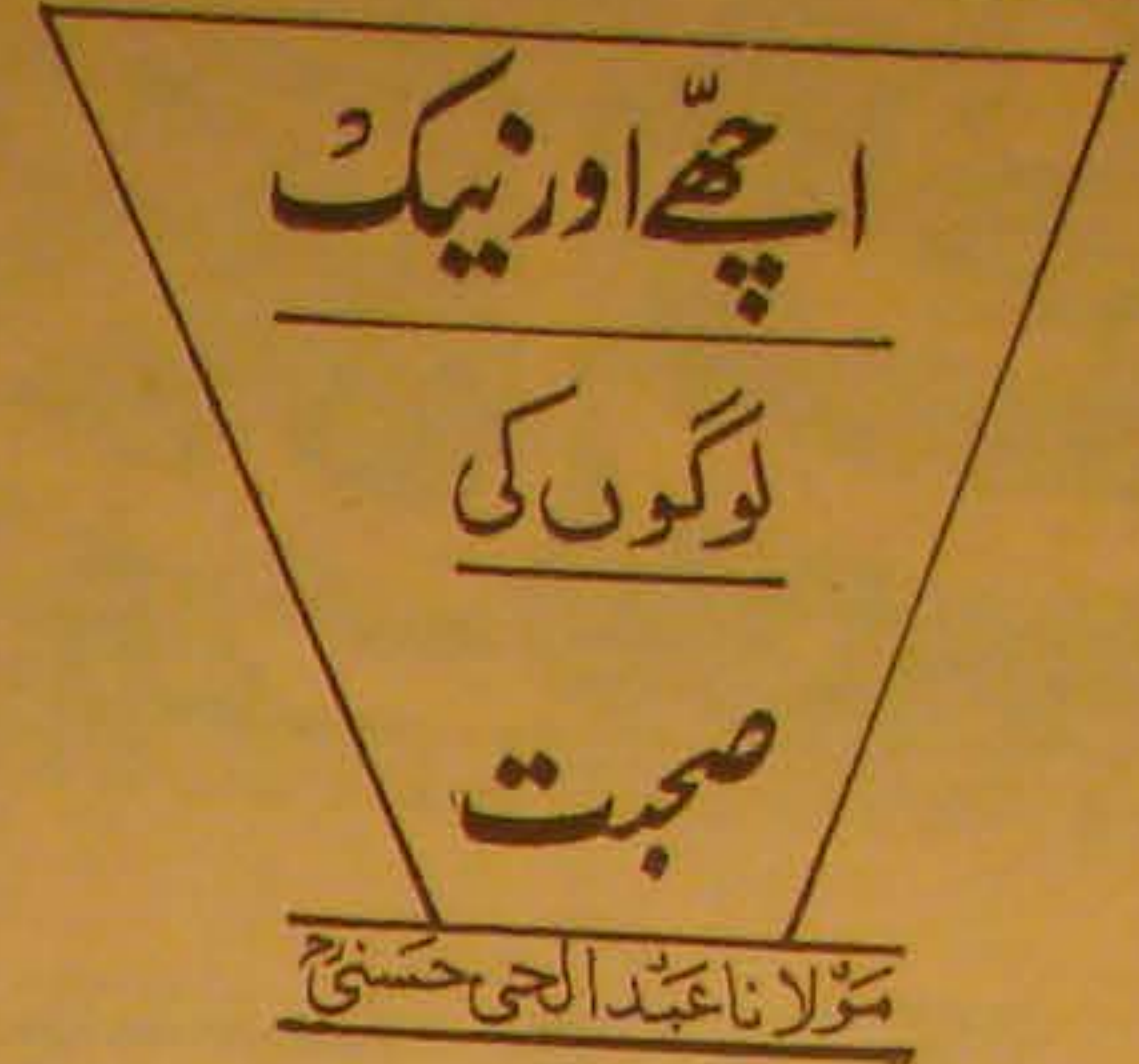 اچھّے اور نیک
لوگوں کی
صحبت
مولانا عبدالحی حسنیؒ